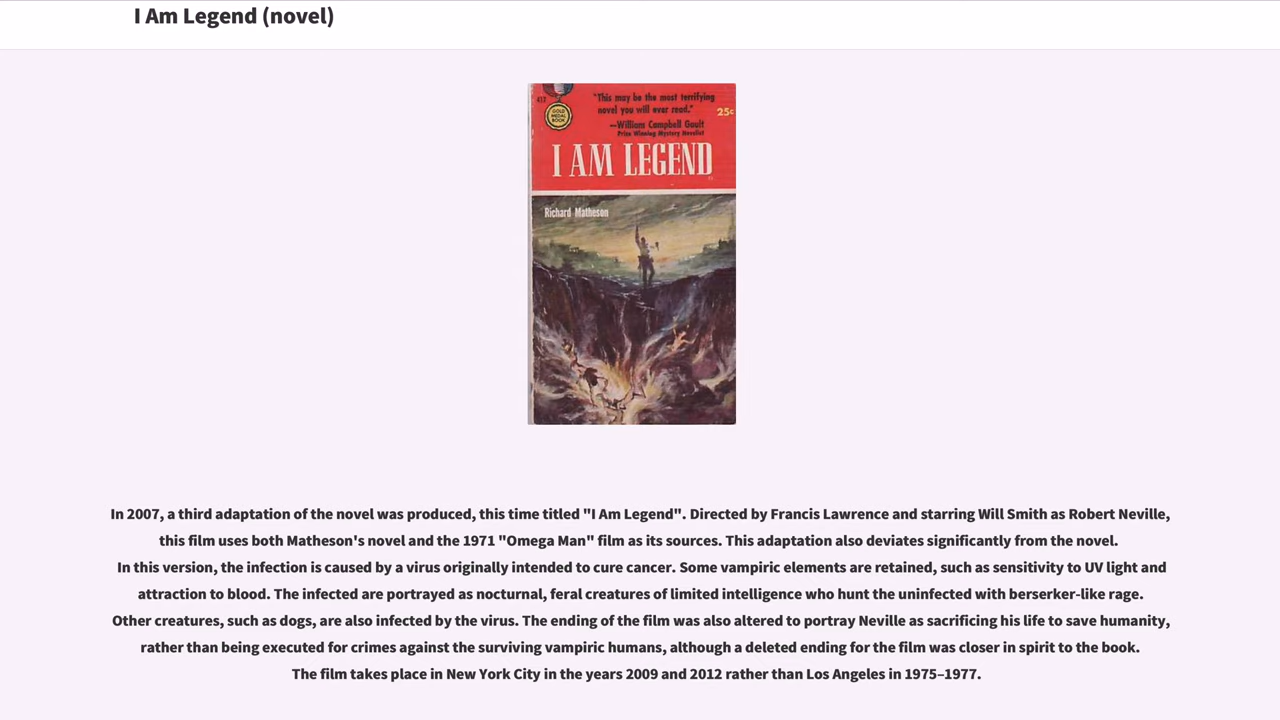 I Am Legend (novel)
417
"This may be the most terrifying
novel you will ever read."
—William Campbell Gault
Prize Winning Mystery Novelist
25¢
GOLD
MEDAL
BOOK
I AM LEGEND
Richard Matheson
In 2007, a third adaptation of the novel was produced, this time titled "I Am Legend". Directed by Francis Lawrence and starring Will Smith as Robert Neville,
this film uses both Matheson's novel and the 1971 "Omega Man" film as its sources. This adaptation also deviates significantly from the novel.
In this version, the infection is caused by a virus originally intended to cure cancer. Some vampiric elements are retained, such as sensitivity to UV light and
attraction to blood. The infected are portrayed as nocturnal, feral creatures of limited intelligence who hunt the uninfected with berserker-like rage.
Other creatures, such as dogs, are also infected by the virus. The ending of the film was also altered to portray Neville as sacrificing his life to save humanity,
rather than being executed for crimes against the surviving vampiric humans, although a deleted ending for the film was closer in spirit to the book.
The film takes place in New York City in the years 2009 and 2012 rather than Los Angeles in 1975–1977.